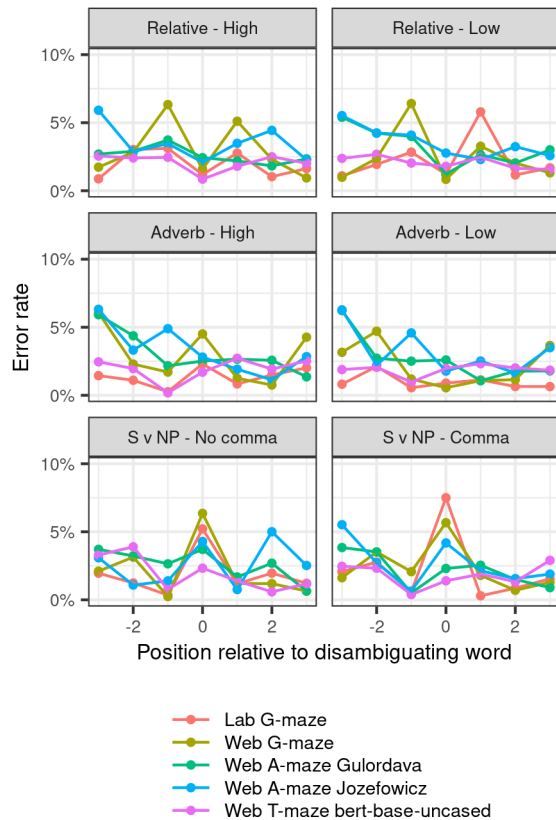 Relative - High
Relative - Low
10%
5%
0%
Adverb - High
Adverb - Low
10%
5%
0%
S v NP - No comma
S v NP - Comma
10%
5%
0%
-2 0 2 -2 0 2
Error rate
Position relative to disambiguating word
Lab G-maze
Web G-maze
Web A-maze Gulordava
Web A-maze Jozefowicz
Web T-maze bert-base-uncased